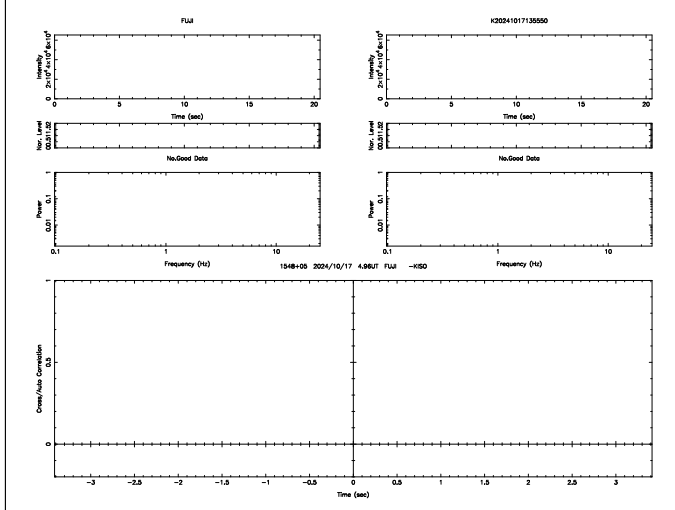 FUJI
K20241017135550
Intensity
0 2×10⁴ 4×10⁴ 6×10⁴
0 5 10 15 20
Time (sec)
Intensity
0 2×10⁴ 4×10⁴ 6×10⁴
0 5 10 15 20
Time (sec)
Nor. Level
00.511.52
Nor. Level
00.511.52
No.Good Data
No.Good Data
Power
0.01 0.1 1
0.1 1 10
Frequency (Hz)
Power
0.01 0.1 1
0.1 1 10
Frequency (Hz)
1548+05 2024/10/17 4.96UT FUJI -KISO
Cross/Auto Correlation
0 0.5 1
-3 -2.5 -2 -1.5 -1 -0.5 0 0.5 1 1.5 2 2.5 3
Time (sec)